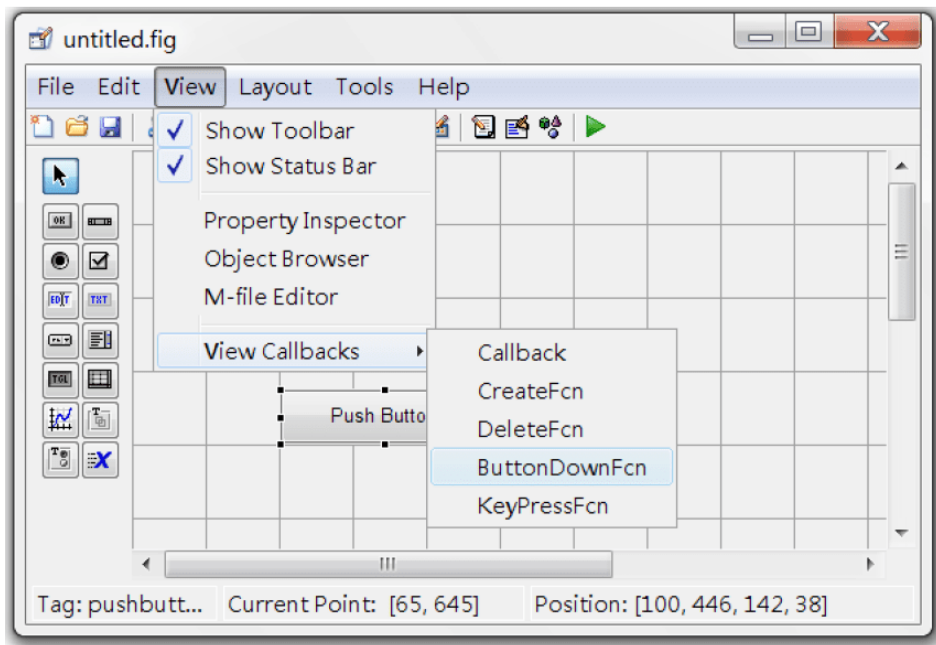 untitled.fig
File Edit View Layout Tools Help
Show Toolbar
Show Status Bar
Property Inspector
Object Browser
M-file Editor
View Callbacks
Callback
CreateFcn
DeleteFcn
ButtonDownFcn
KeyPressFcn
OK
EDIT TXT
TGL
Push Butto
Tag: pushbutt... Current Point: [65, 645] Position: [100, 446, 142, 38]